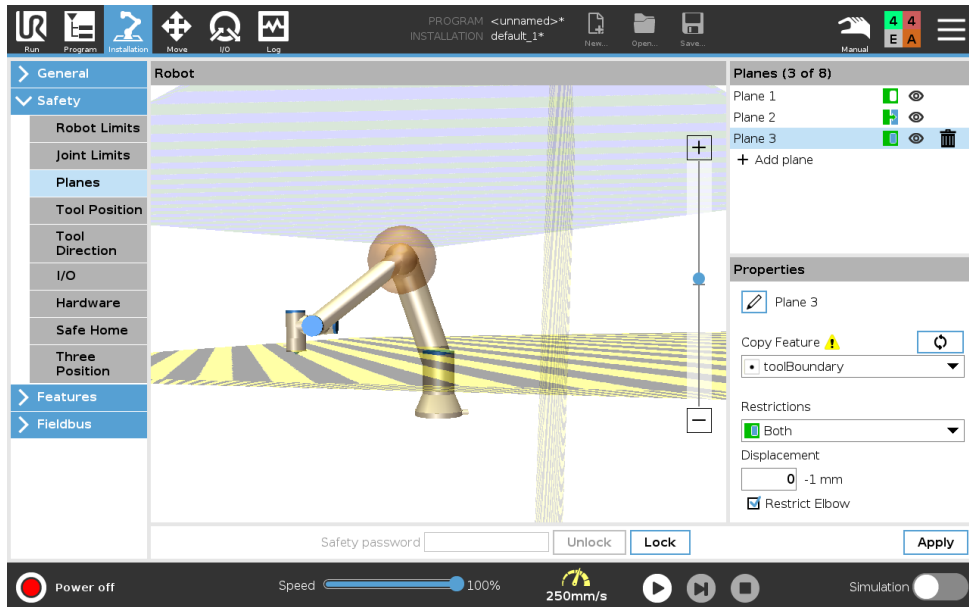 PROGRAM <unnamed>*
INSTALLATION default_1*
Run Program Installation Move I/O Log
New... Open... Save...
Manual
4 4
E A
General
Safety
Robot Limits
Joint Limits
Planes
Tool Position
Tool
Direction
I/O
Hardware
Safe Home
Three
Position
Features
Fieldbus
Robot
+
−
Planes (3 of 8)
Plane 1
Plane 2
Plane 3
+ Add plane
Properties
Plane 3
Copy Feature
toolBoundary
Restrictions
Both
Displacement
0 -1 mm
Restrict Elbow
Safety password Unlock Lock
Apply
Power off
Speed 100%
250mm/s
Simulation